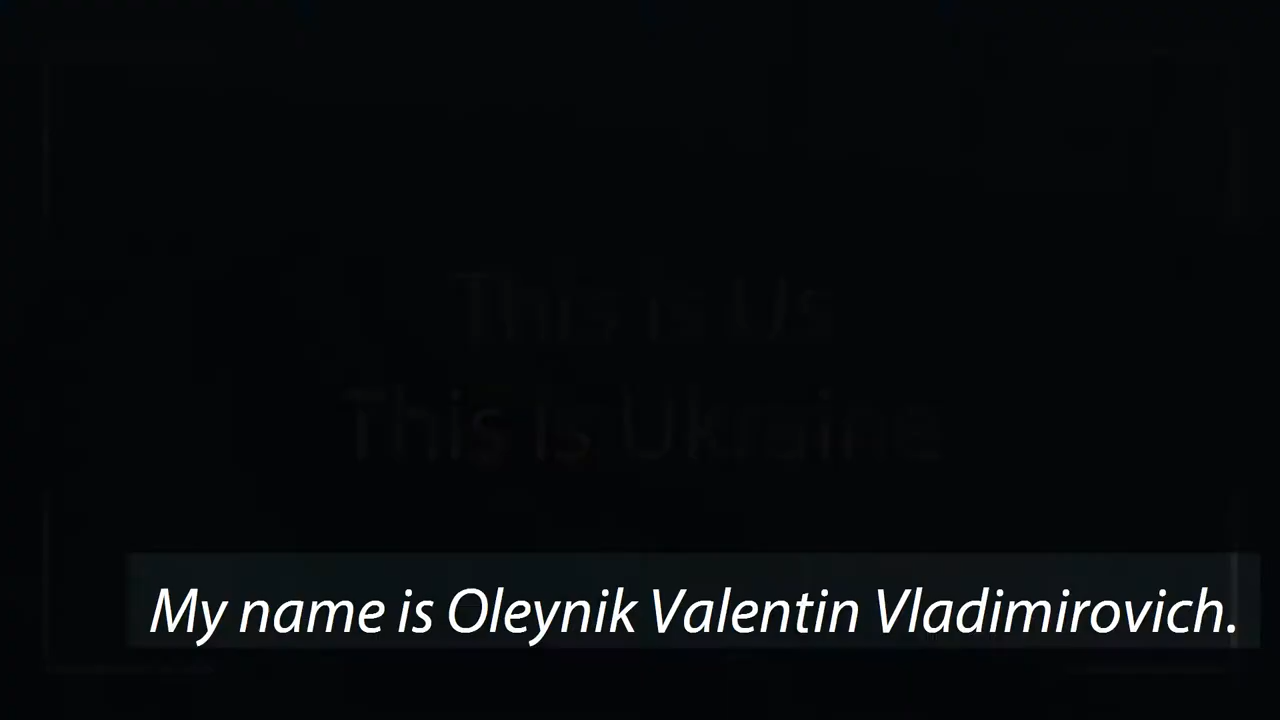 This is Us
This is Ukraine
My name is Oleynik Valentin Vladimirovich.